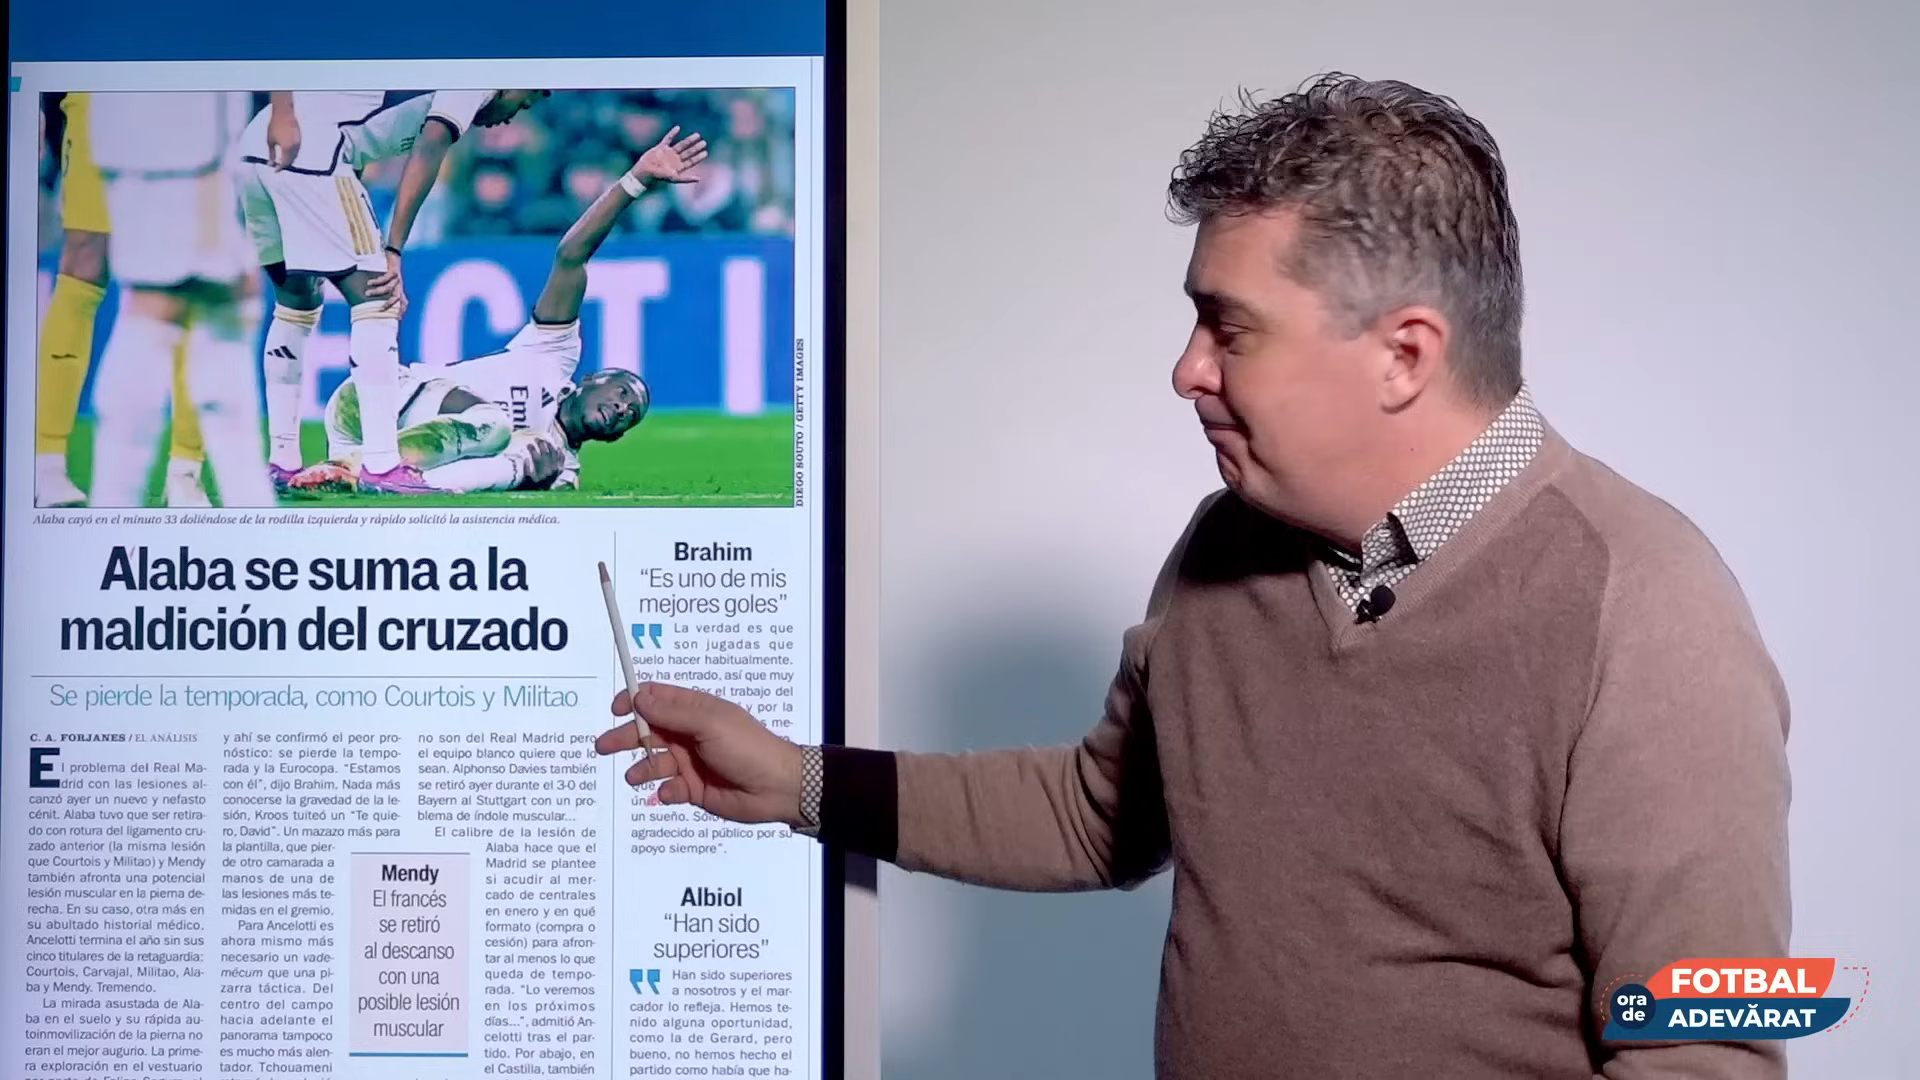 ECTI
Emi
DIEGO SOUTO / GETTY IMAGES
Alaba cayó en el minuto 33 doliéndose de la rodilla izquierda y rápido solicitó la asistencia médica.
Alaba se suma a la
maldición del cruzado
Se pierde la temporada, como Courtois y Militao
C. A. FORJANES / EL ANÁLISIS
El problema del Real Ma-
drid con las lesiones al-
canzó ayer un nuevo y nefasto
cénit. Alaba tuvo que ser retira-
do con rotura del ligamento cru-
zado anterior (la misma lesión
que Courtois y Militao) y Mendy
también afronta una potencial
lesión muscular en la pierna de-
recha. En su caso, otra más en
su abultado historial médico.
Ancelotti termina el año sin sus
cinco titulares de la retaguardia:
Courtois, Carvajal, Militao, Ala-
ba y Mendy. Tremendo.
La mirada asustada de Ala-
ba en el suelo y su rápida au-
toinmovilización de la pierna no
eran el mejor augurio. La prime-
ra exploración en el vestuario
y ahí se confirmó el peor pro-
nóstico: se pierde la tempo-
rada y la Eurocopa. “Estamos
con él”, dijo Brahim. Nada más
conocerse la gravedad de la le-
sión, Kroos tuiteó un “Te quie-
ro, David”. Un mazazo más para
la plantilla, que pier-
de otro camarada a
manos de una de
las lesiones más te-
midas en el gremio.
Para Ancelotti es
ahora mismo más
necesario un vade-
mécum que una pi-
zarra táctica. Del
centro del campo
hacia adelante el
panorama tampoco
es mucho más alen-
tador. Tchouameni
Mendy
El francés
se retiró
al descanso
con una
posible lesión
muscular
no son del Real Madrid pero
el equipo blanco quiere que lo
sean. Alphonso Davies también
se retiró ayer durante el 3-0 del
Bayern al Stuttgart con un pro-
blema de índole muscular...
El calibre de la lesión de
Alaba hace que el
Madrid se plantee
si acudir al mer-
cado de centrales
en enero y en qué
formato (compra o
cesión) para afron-
tar al menos lo que
queda de tempo-
rada. “Lo veremos
en los próximos
días...”, admitió An-
celotti tras el par-
tido. Por abajo, en
el Castilla, también
Brahim
“Es uno de mis
mejores goles”
La verdad es que
son jugadas que
suelo hacer habitualmente.
Hoy ha entrado, así que muy
el trabajo del
y por la
me-
un sueño.
agradecido al público por su
apoyo siempre”.
Albiol
“Han sido
superiores”
Han sido superiores
a nosotros y el mar-
cador lo refleja. Hemos te-
nido alguna oportunidad,
como la de Gerard, pero
bueno, no hemos hecho el
partido como había que ha-
ora de
FOTBAL
ADEVĂRAT